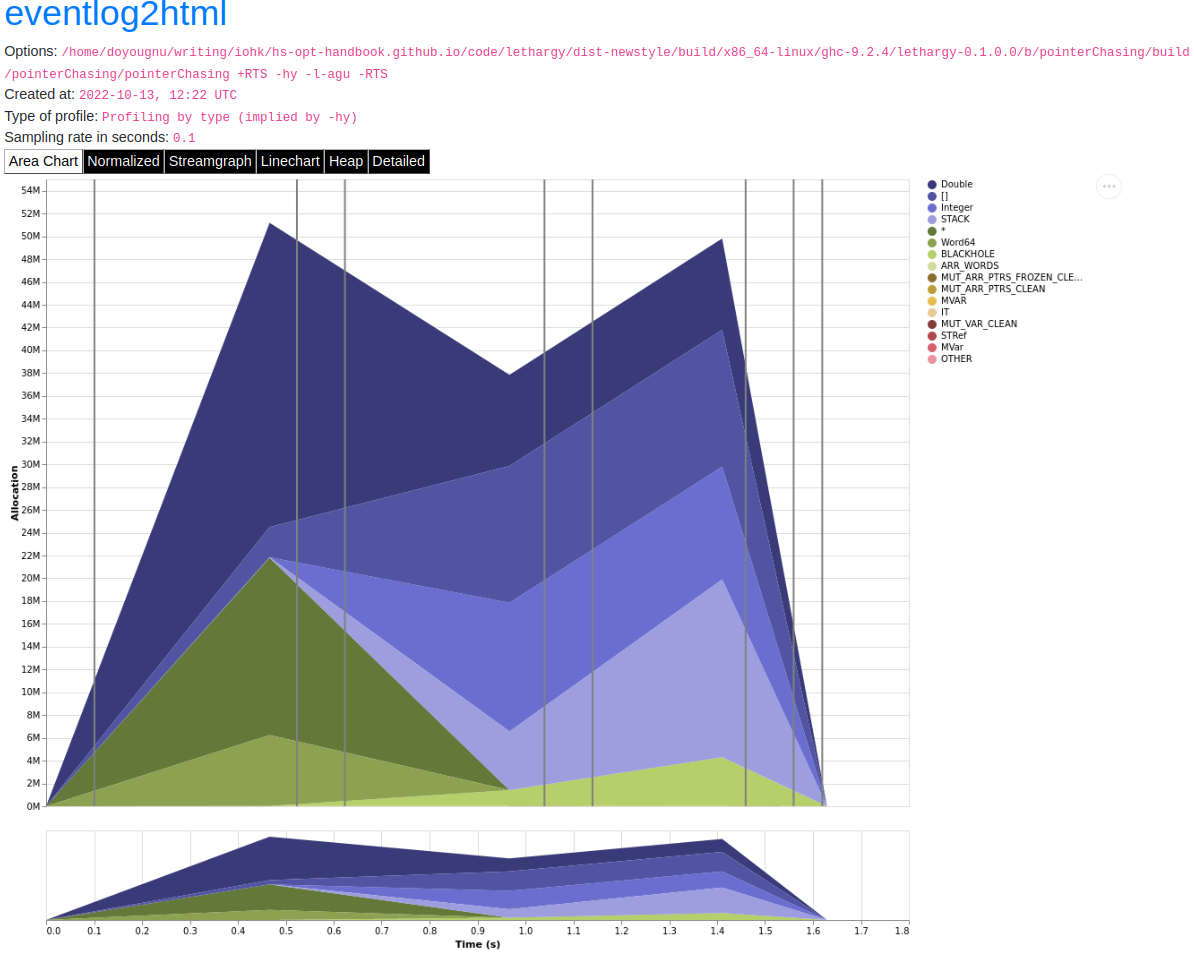 eventlog2html
Options: /home/doyougnu/writing/iohk/hs-opt-handbook.github.io/code/lethargy/dist-newstyle/build/x86_64-linux/ghc-9.2.4/lethargy-0.1.0.0/b/pointerChasing/build
/pointerChasing/pointerChasing +RTS -hy -l-agu -RTS
Created at: 2022-10-13, 12:22 UTC
Type of profile: Profiling by type (implied by -hy)
Sampling rate in seconds: 0.1
Area Chart Normalized Streamgraph Linechart Heap Detailed
54M
52M
50M
48M
46M
44M
42M
40M
38M
36M
34M
32M
30M
28M
26M
24M
22M
20M
18M
16M
14M
12M
10M
8M
6M
4M
2M
0M
Allocation
Double
[]
Integer
STACK
*
Word64
BLACKHOLE
ARR_WORDS
MUT_ARR_PTRS_FROZEN_CLE...
MUT_ARR_PTRS_CLEAN
MVAR
IT
MUT_VAR_CLEAN
STRef
MVar
OTHER
0.0 0.1 0.2 0.3 0.4 0.5 0.6 0.7 0.8 0.9 1.0 1.1 1.2 1.3 1.4 1.5 1.6 1.7 1.8
Time (s)